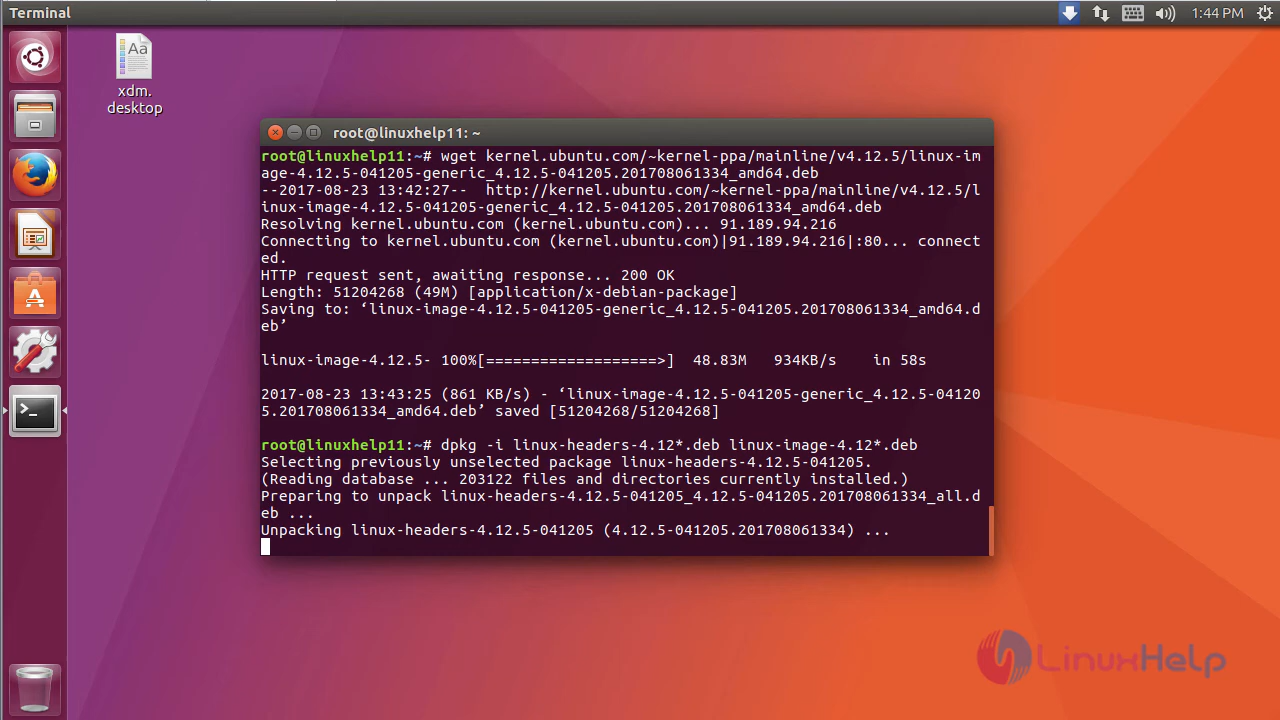 Terminal
1:44 PM
Aa
xdm.
desktop
root@linuxhelp11: ~
root@linuxhelp11:~# wget kernel.ubuntu.com/~kernel-ppa/mainline/v4.12.5/linux-im
age-4.12.5-041205-generic_4.12.5-041205.201708061334_amd64.deb
--2017-08-23 13:42:27--  http://kernel.ubuntu.com/~kernel-ppa/mainline/v4.12.5/l
inux-image-4.12.5-041205-generic_4.12.5-041205.201708061334_amd64.deb
Resolving kernel.ubuntu.com (kernel.ubuntu.com)... 91.189.94.216
Connecting to kernel.ubuntu.com (kernel.ubuntu.com)|91.189.94.216|:80... connect
ed.
HTTP request sent, awaiting response... 200 OK
Length: 51204268 (49M) [application/x-debian-package]
Saving to: ‘linux-image-4.12.5-041205-generic_4.12.5-041205.201708061334_amd64.d
eb’
linux-image-4.12.5- 100%[===================>]  48.83M   934KB/s    in 58s
2017-08-23 13:43:25 (861 KB/s) - ‘linux-image-4.12.5-041205-generic_4.12.5-04120
5.201708061334_amd64.deb’ saved [51204268/51204268]
root@linuxhelp11:~# dpkg -i linux-headers-4.12*.deb linux-image-4.12*.deb
Selecting previously unselected package linux-headers-4.12.5-041205.
(Reading database ... 203122 files and directories currently installed.)
Preparing to unpack linux-headers-4.12.5-041205_4.12.5-041205.201708061334_all.d
eb ...
Unpacking linux-headers-4.12.5-041205 (4.12.5-041205.201708061334) ...
LinuxHelp